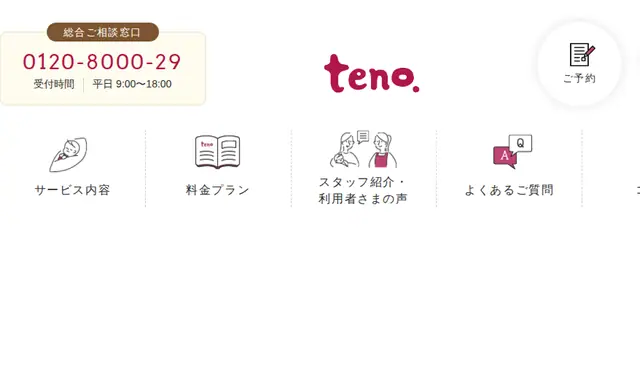 総合ご相談窓口
0120-8000-29
受付時間 平日 9:00〜18:00
teno.
ご予約
サービス内容
teno
料金プラン
スタッフ紹介・
利用者さまの声
Q
A
よくあるご質問